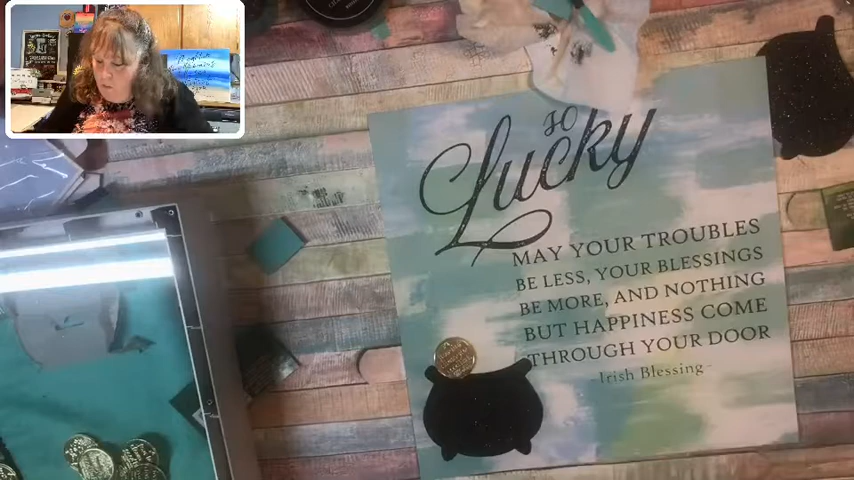 So
Lucky
MAY YOUR TROUBLES
BE LESS, YOUR BLESSINGS
BE MORE, AND NOTHING
BUT HAPPINESS COME
THROUGH YOUR DOOR
-Irish Blessing-